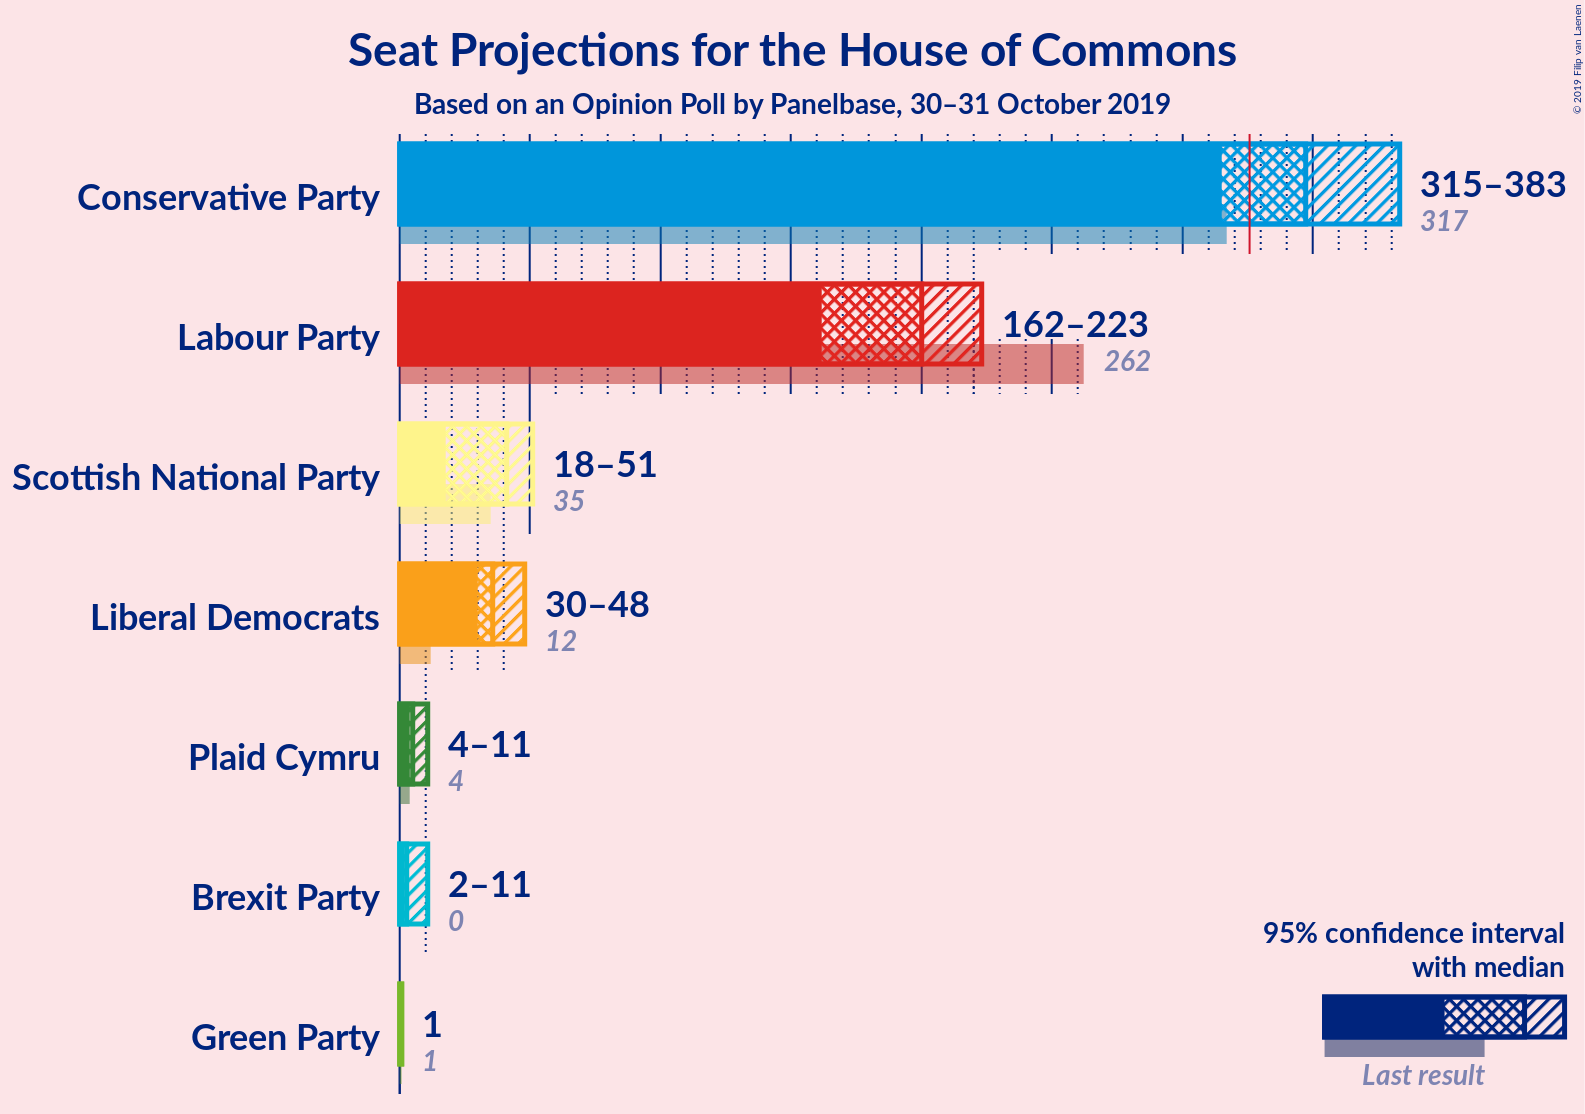 Seat Projections for the House of Commons
Based on an Opinion Poll by Panelbase, 30–31 October 2019
© 2019 Filip van Laenen
Conservative Party
315–383
317
Labour Party
162–223
262
Scottish National Party
18–51
35
Liberal Democrats
30–48
12
Plaid Cymru
4–11
4
Brexit Party
2–11
0
Green Party
1
1
95% confidence interval
with median
Last result